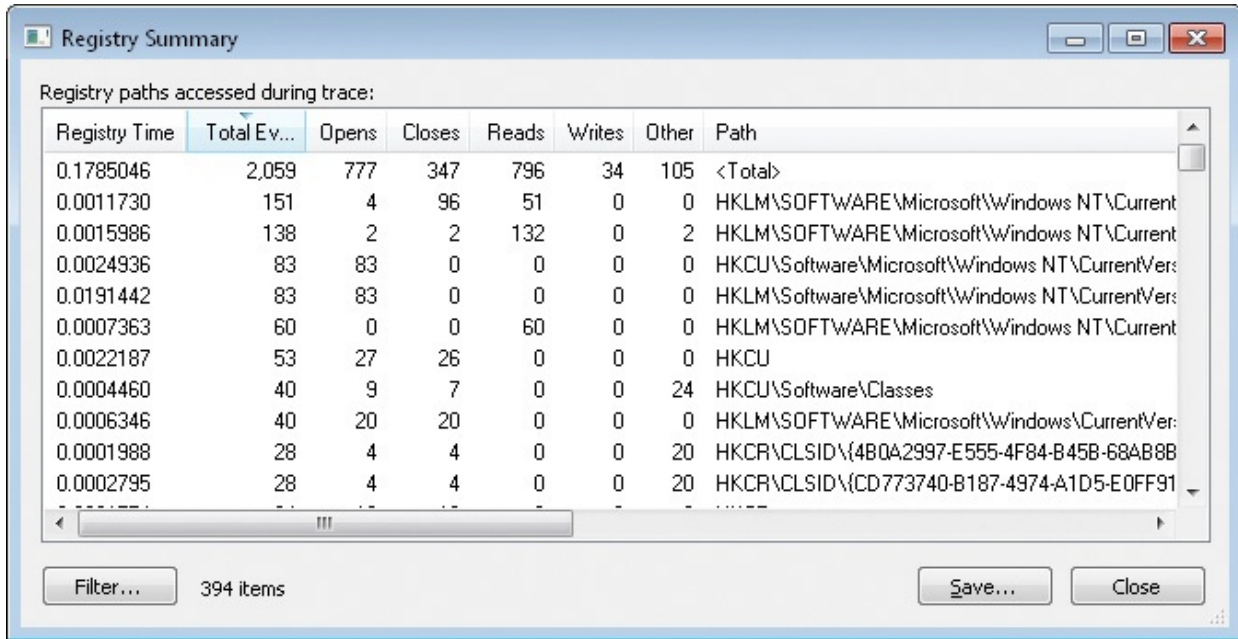 Registry Summary
Registry paths accessed during trace:
Registry Time Total Ev... Opens Closes Reads Writes Other Path
0.1785046 2,059 777 347 796 34 105 <Total>
0.0011730 151 4 96 51 0 0 HKLM\SOFTWARE\Microsoft\Windows NT\Current
0.0015986 138 2 2 132 0 2 HKLM\SOFTWARE\Microsoft\Windows NT\Current
0.0024936 83 83 0 0 0 0 HKCU\Software\Microsoft\Windows NT\CurrentVers
0.0191442 83 83 0 0 0 0 HKLM\Software\Microsoft\Windows NT\CurrentVers
0.0007363 60 0 0 60 0 0 HKLM\SOFTWARE\Microsoft\Windows NT\Current
0.0022187 53 27 26 0 0 0 HKCU
0.0004460 40 9 7 0 0 24 HKCU\Software\Classes
0.0006346 40 20 20 0 0 0 HKLM\SOFTWARE\Microsoft\Windows\CurrentVer
0.0001988 28 4 4 0 0 20 HKCR\CLSID\{4B0A2997-E555-4F84-B45B-68AB8B
0.0002795 28 4 4 0 0 20 HKCR\CLSID\{CD773740-B187-4974-A1D5-E0FF91
Filter... 394 items Save... Close